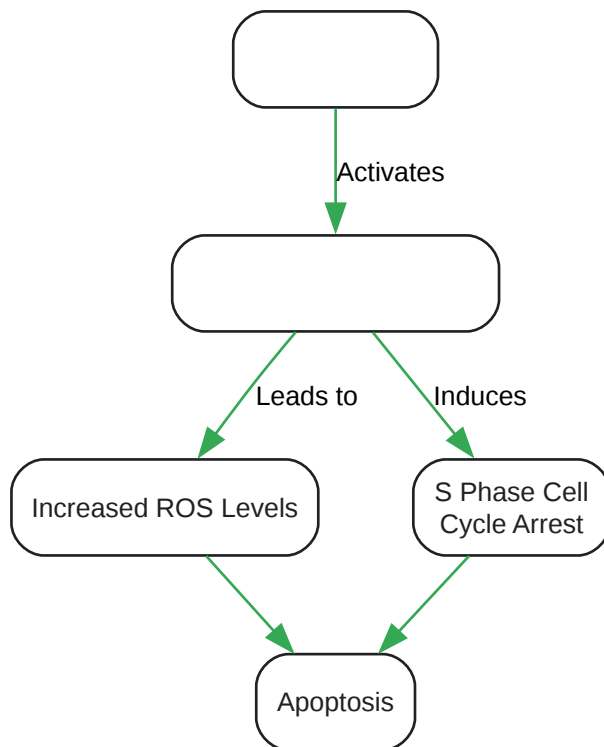 Activates
Leads to
Induces
Increased ROS Levels
S Phase Cell
Cycle Arrest
Apoptosis